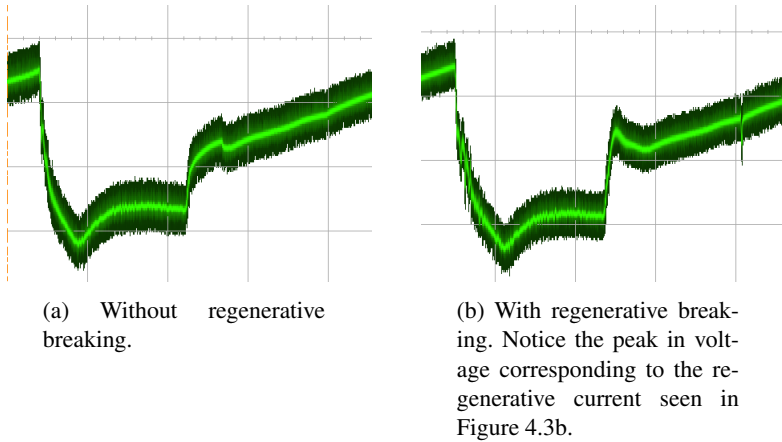 (a) Without regenerative
breaking.
(b) With regenerative break-
ing. Notice the peak in volt-
age corresponding to the re-
generative current seen in
Figure 4.3b.